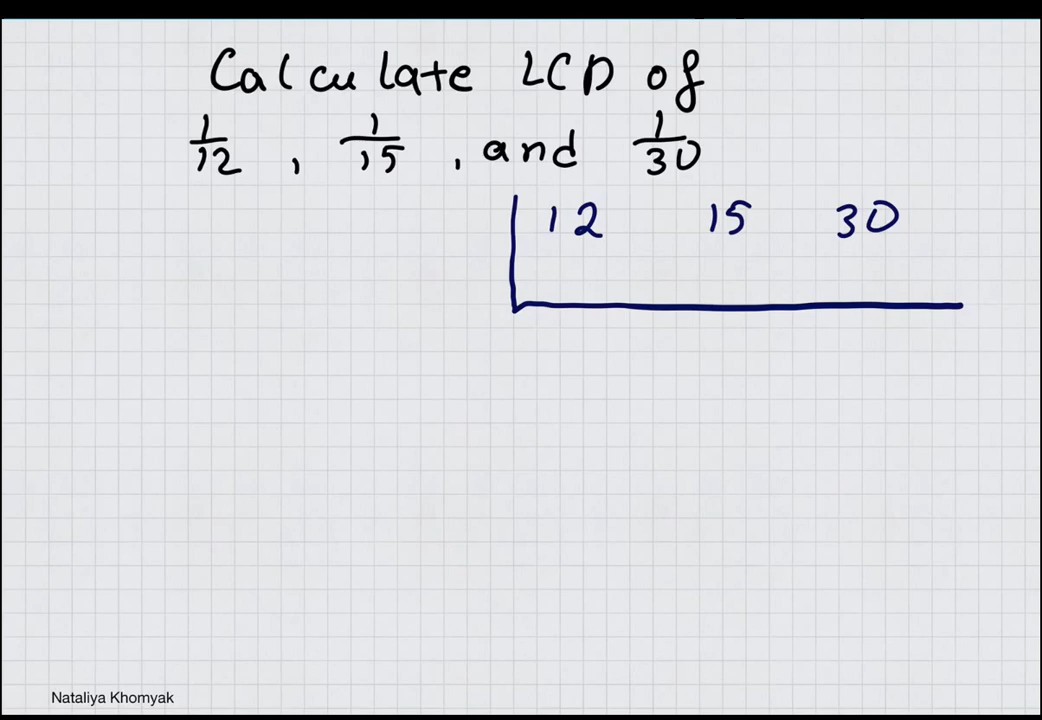 Calculate LCD of
1/12 , 1/15 , and 1/30
12 15 30
Nataliya Khomyak